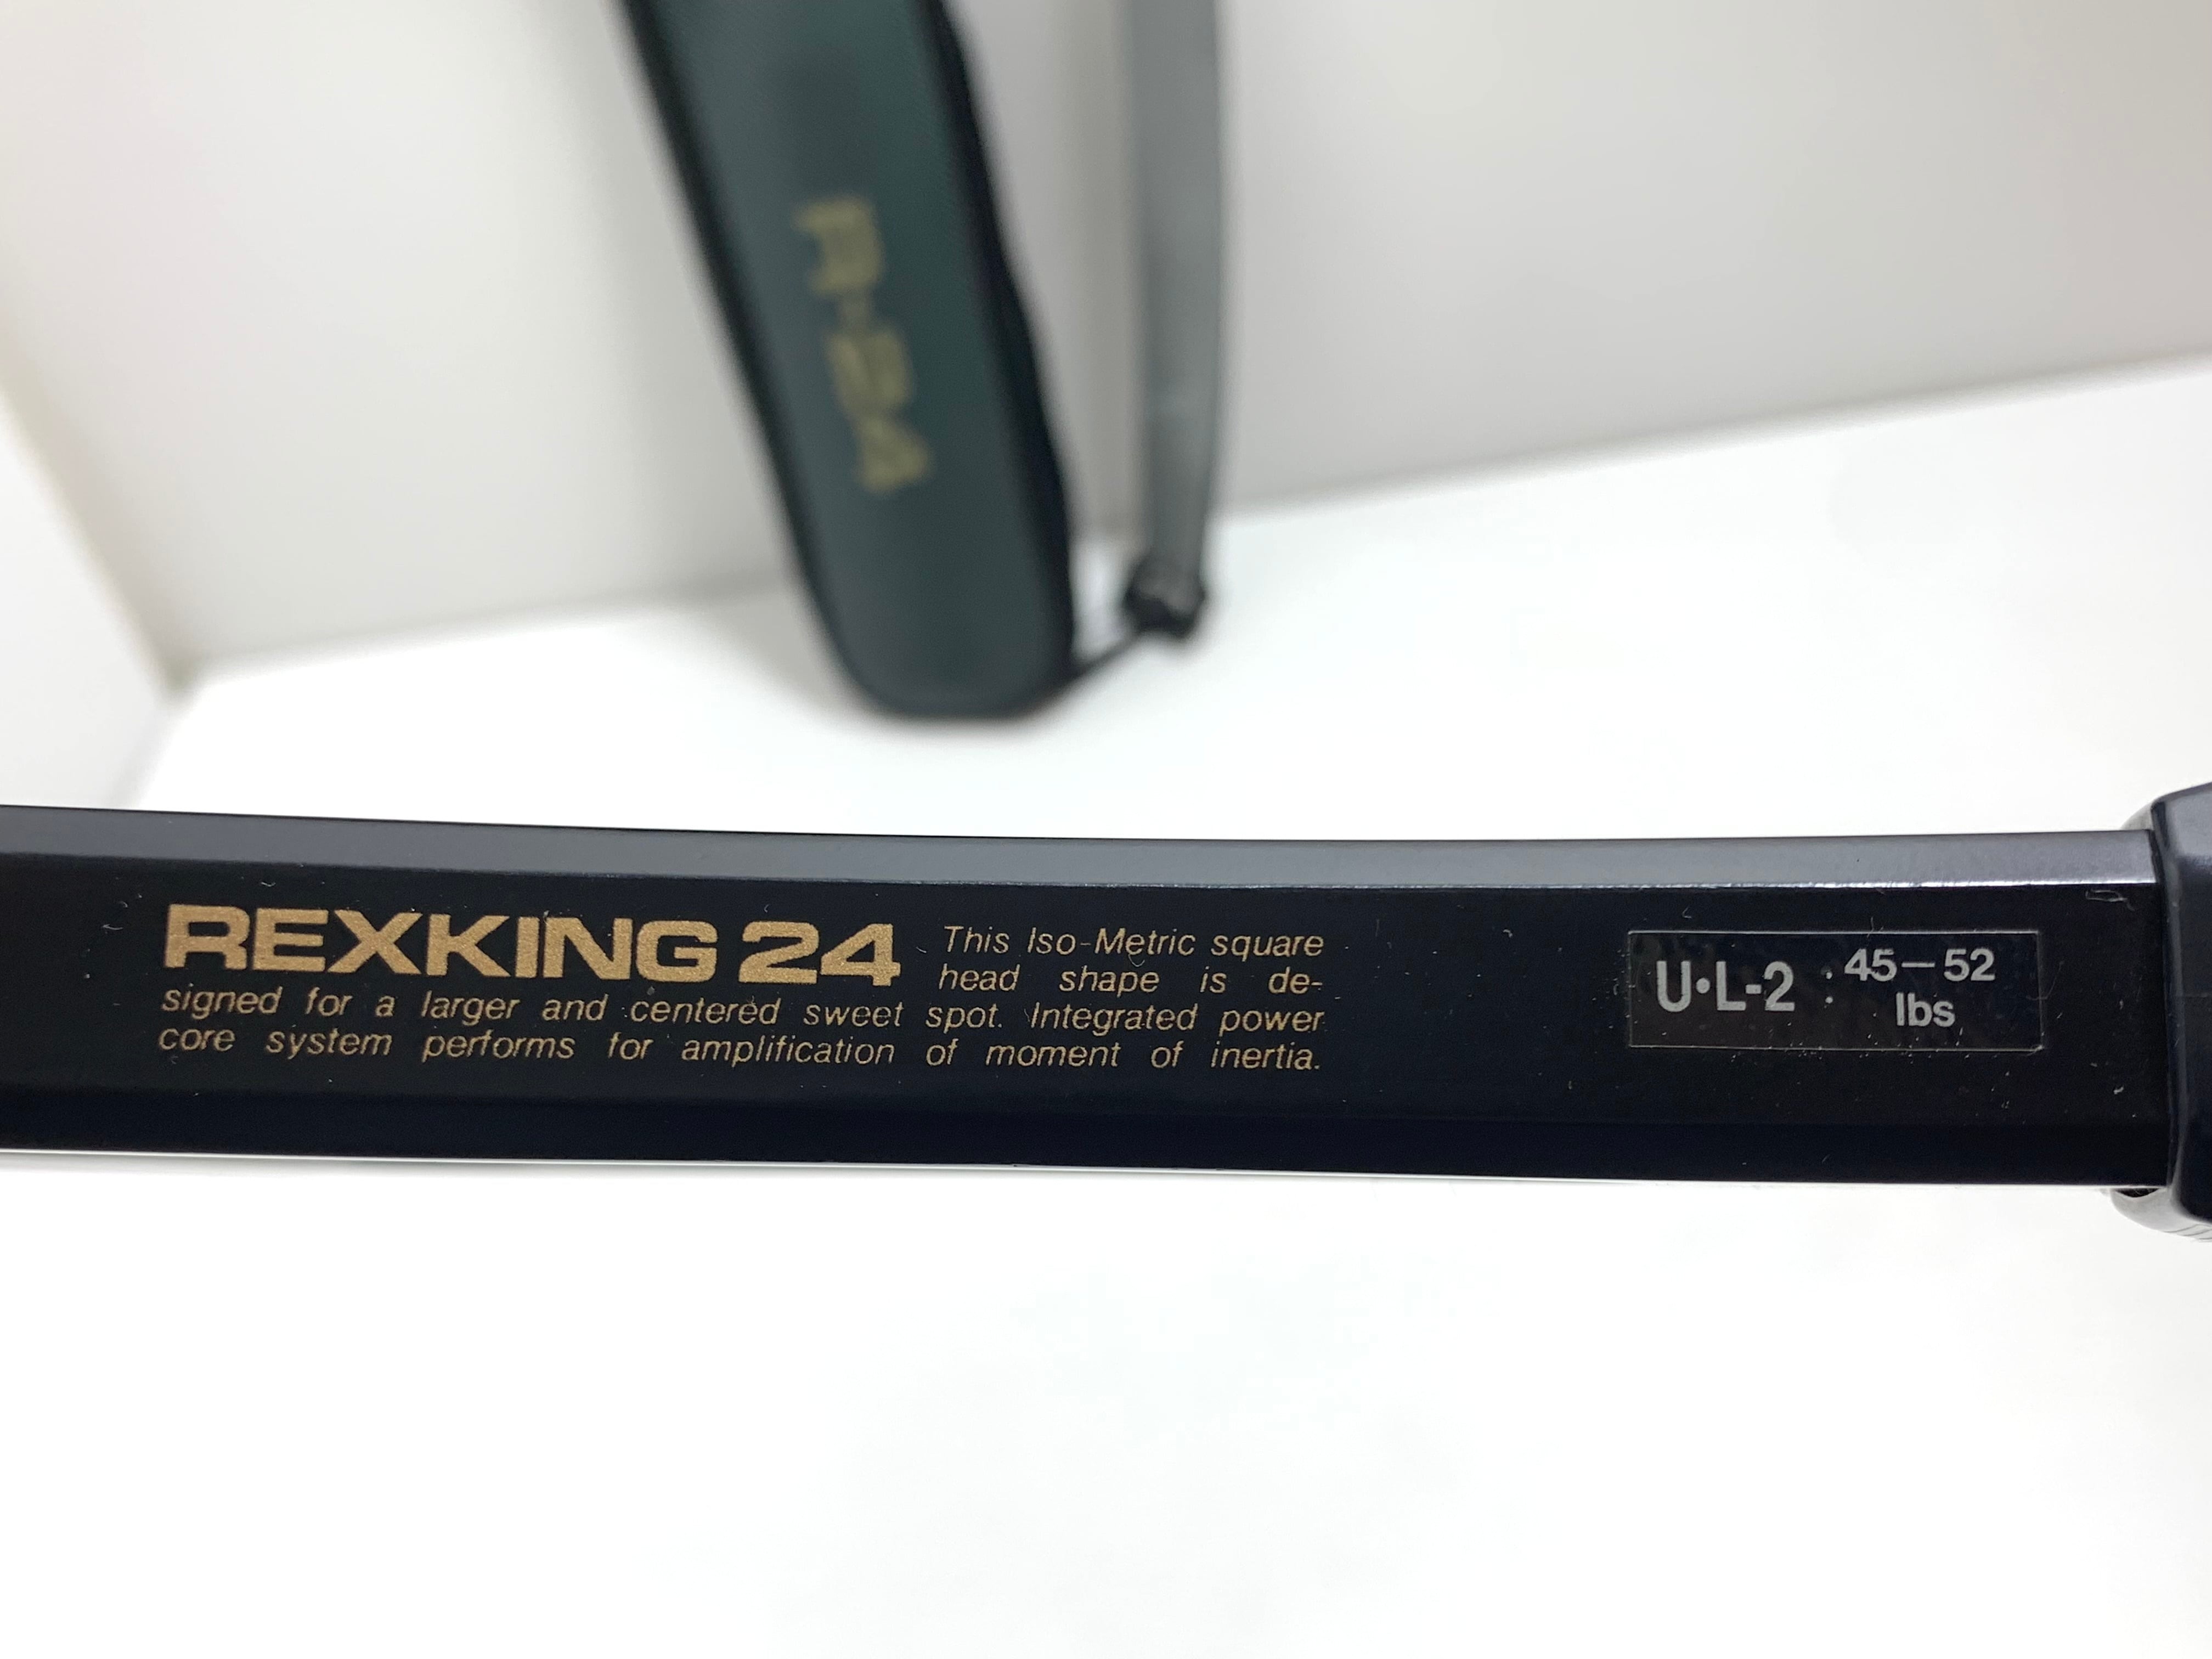 R-24
REXKING 24 This Iso-Metric square
head shape is de-
signed for a larger and centered sweet spot. Integrated power
core system performs for amplification of moment of inertia.
U•L-2 : 45-52
lbs